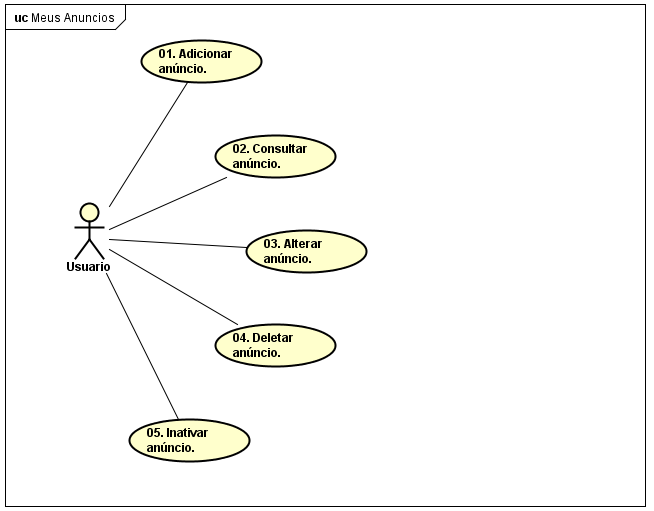 uc Meus Anuncios
01. Adicionar
anúncio.
02. Consultar
anúncio.
03. Alterar
anúncio.
Usuario
04. Deletar
anúncio.
05. Inativar
anúncio.